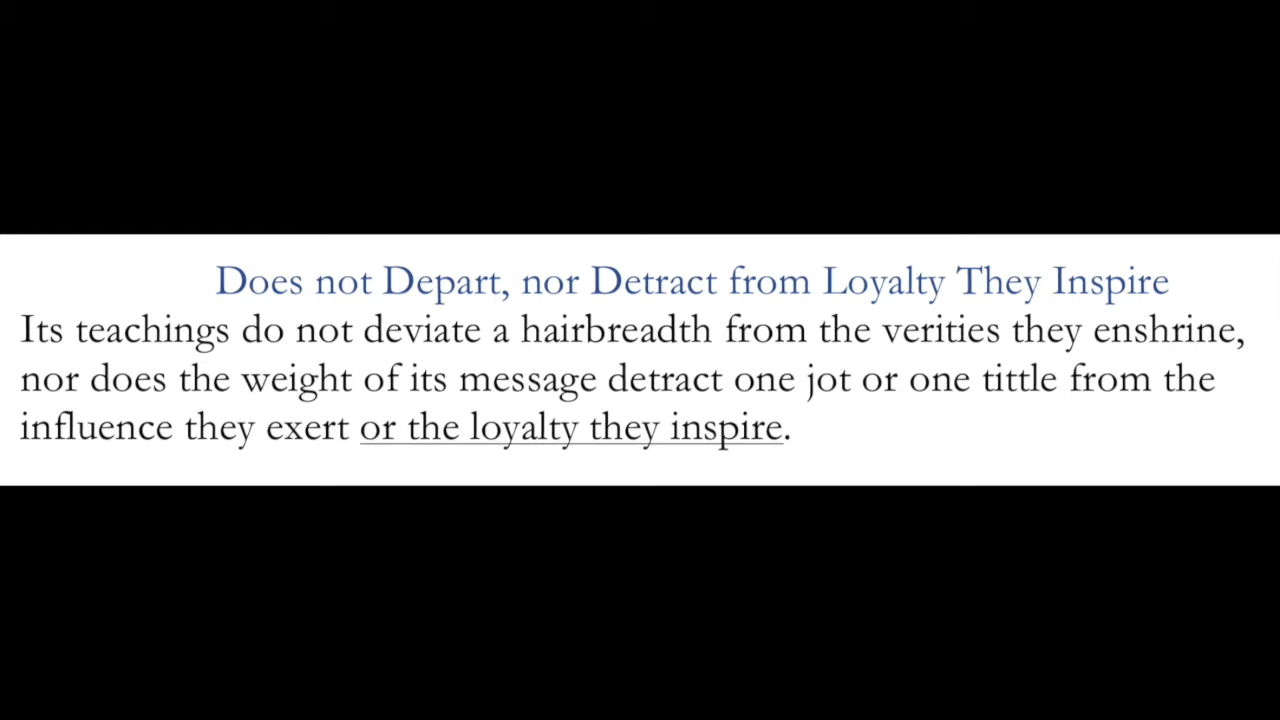 Does not Depart, nor Detract from Loyalty They Inspire
Its teachings do not deviate a hairbreadth from the verities they enshrine,
nor does the weight of its message detract one jot or one tittle from the
influence they exert or the loyalty they inspire.